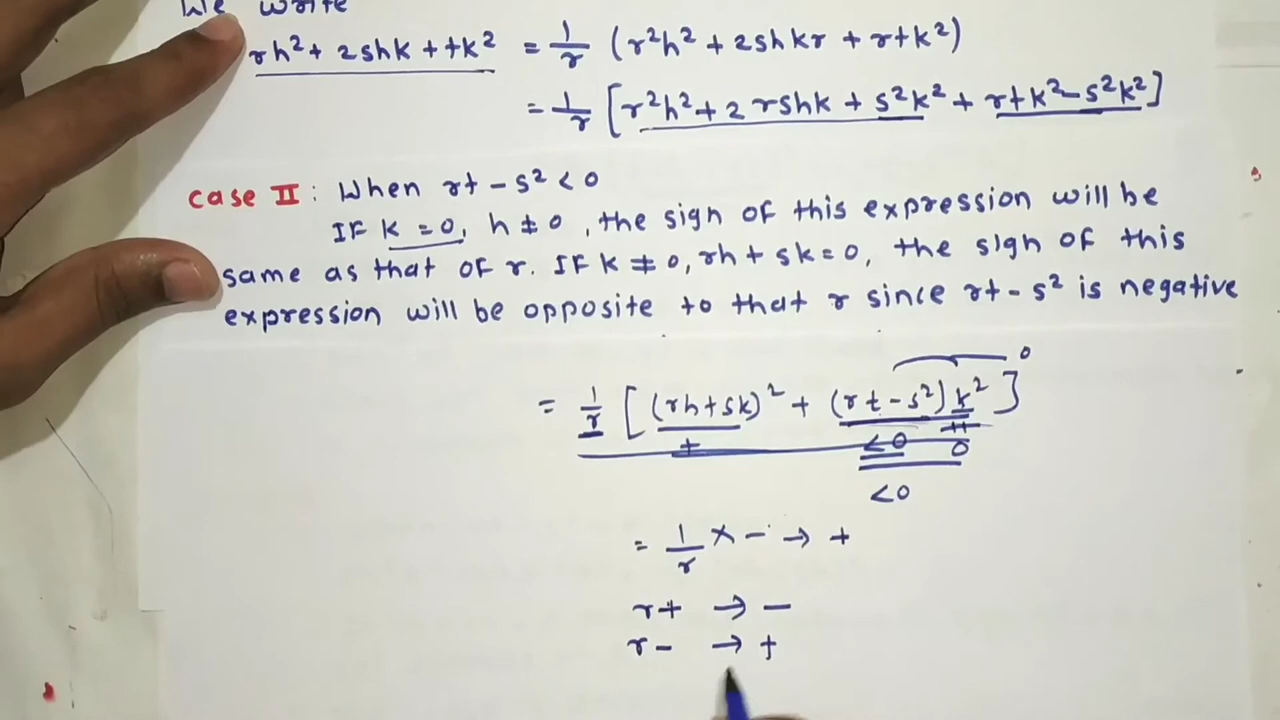 We write
rh² + 2shk + tk² = 1/r (r²h² + 2shkr + rtk²)
= 1/r [r²h² + 2rshk + s²k² + rtk² - s²k²]
case II : When rt - s² < 0
IF k = 0, h ≠ 0, the sign of this expression will be
same as that of r. IF k ≠ 0, rh + sk = 0, the sign of this
expression will be opposite to that r since rt - s² is negative
= 1/r [(rh + sk)² + (rt - s²) k²] 0
+ <0 0
<0
= 1/r × - → +
r+ → -
r- → +